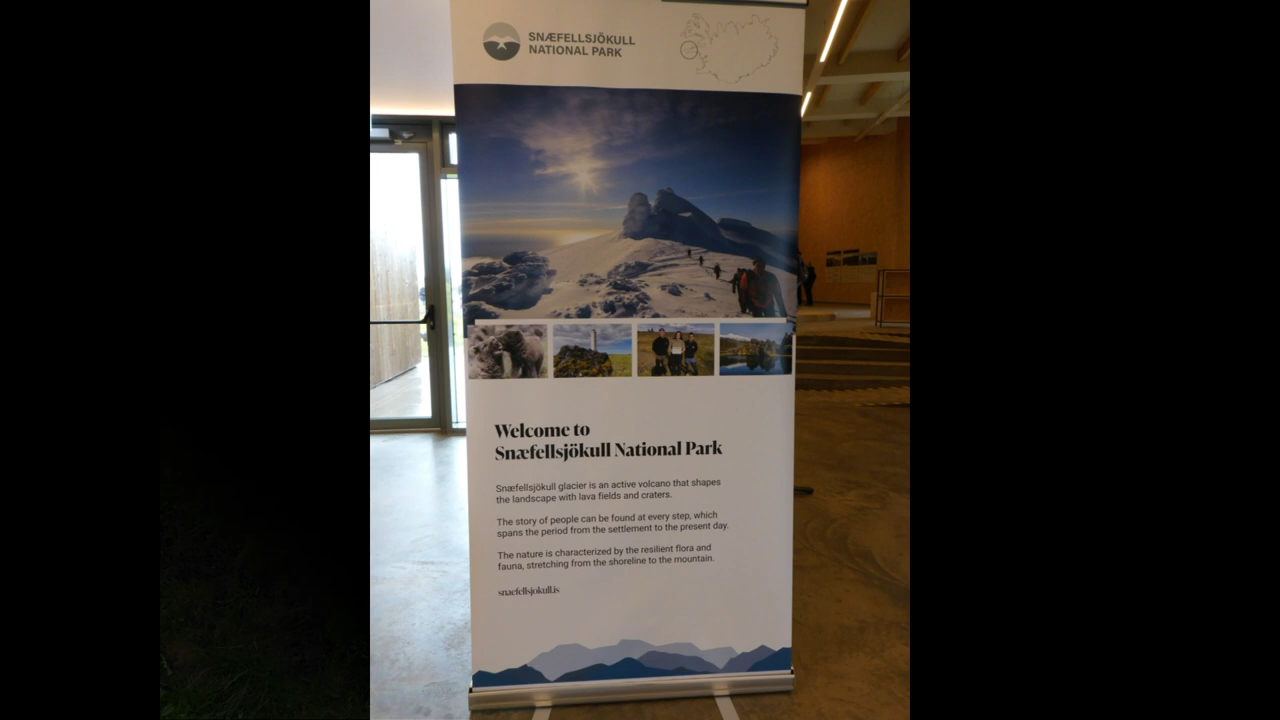 SNÆFELLSJÖKULL
NATIONAL PARK
Welcome to
Snæfellsjökull National Park
Snæfellsjökull glacier is an active volcano that shapes
the landscape with lava fields and craters.
The story of people can be found at every step, which
spans the period from the settlement to the present day.
The nature is characterized by the resilient flora and
fauna, stretching from the shoreline to the mountain.
snaefellsjokull.is